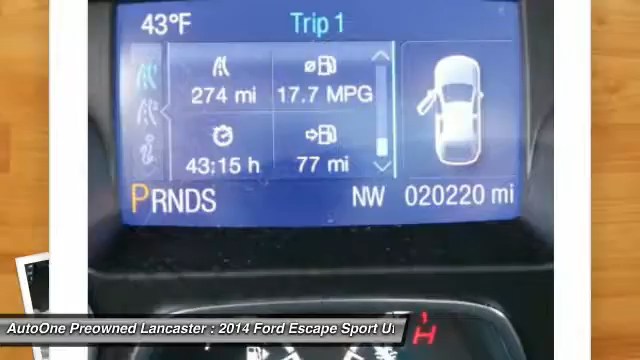 43°F Trip 1
274 mi 17.7 MPG
43:15 h 77 mi
PRNDS NW 020220 mi
AutoOne Preowned Lancaster : 2014 Ford Escape Sport Ut
H